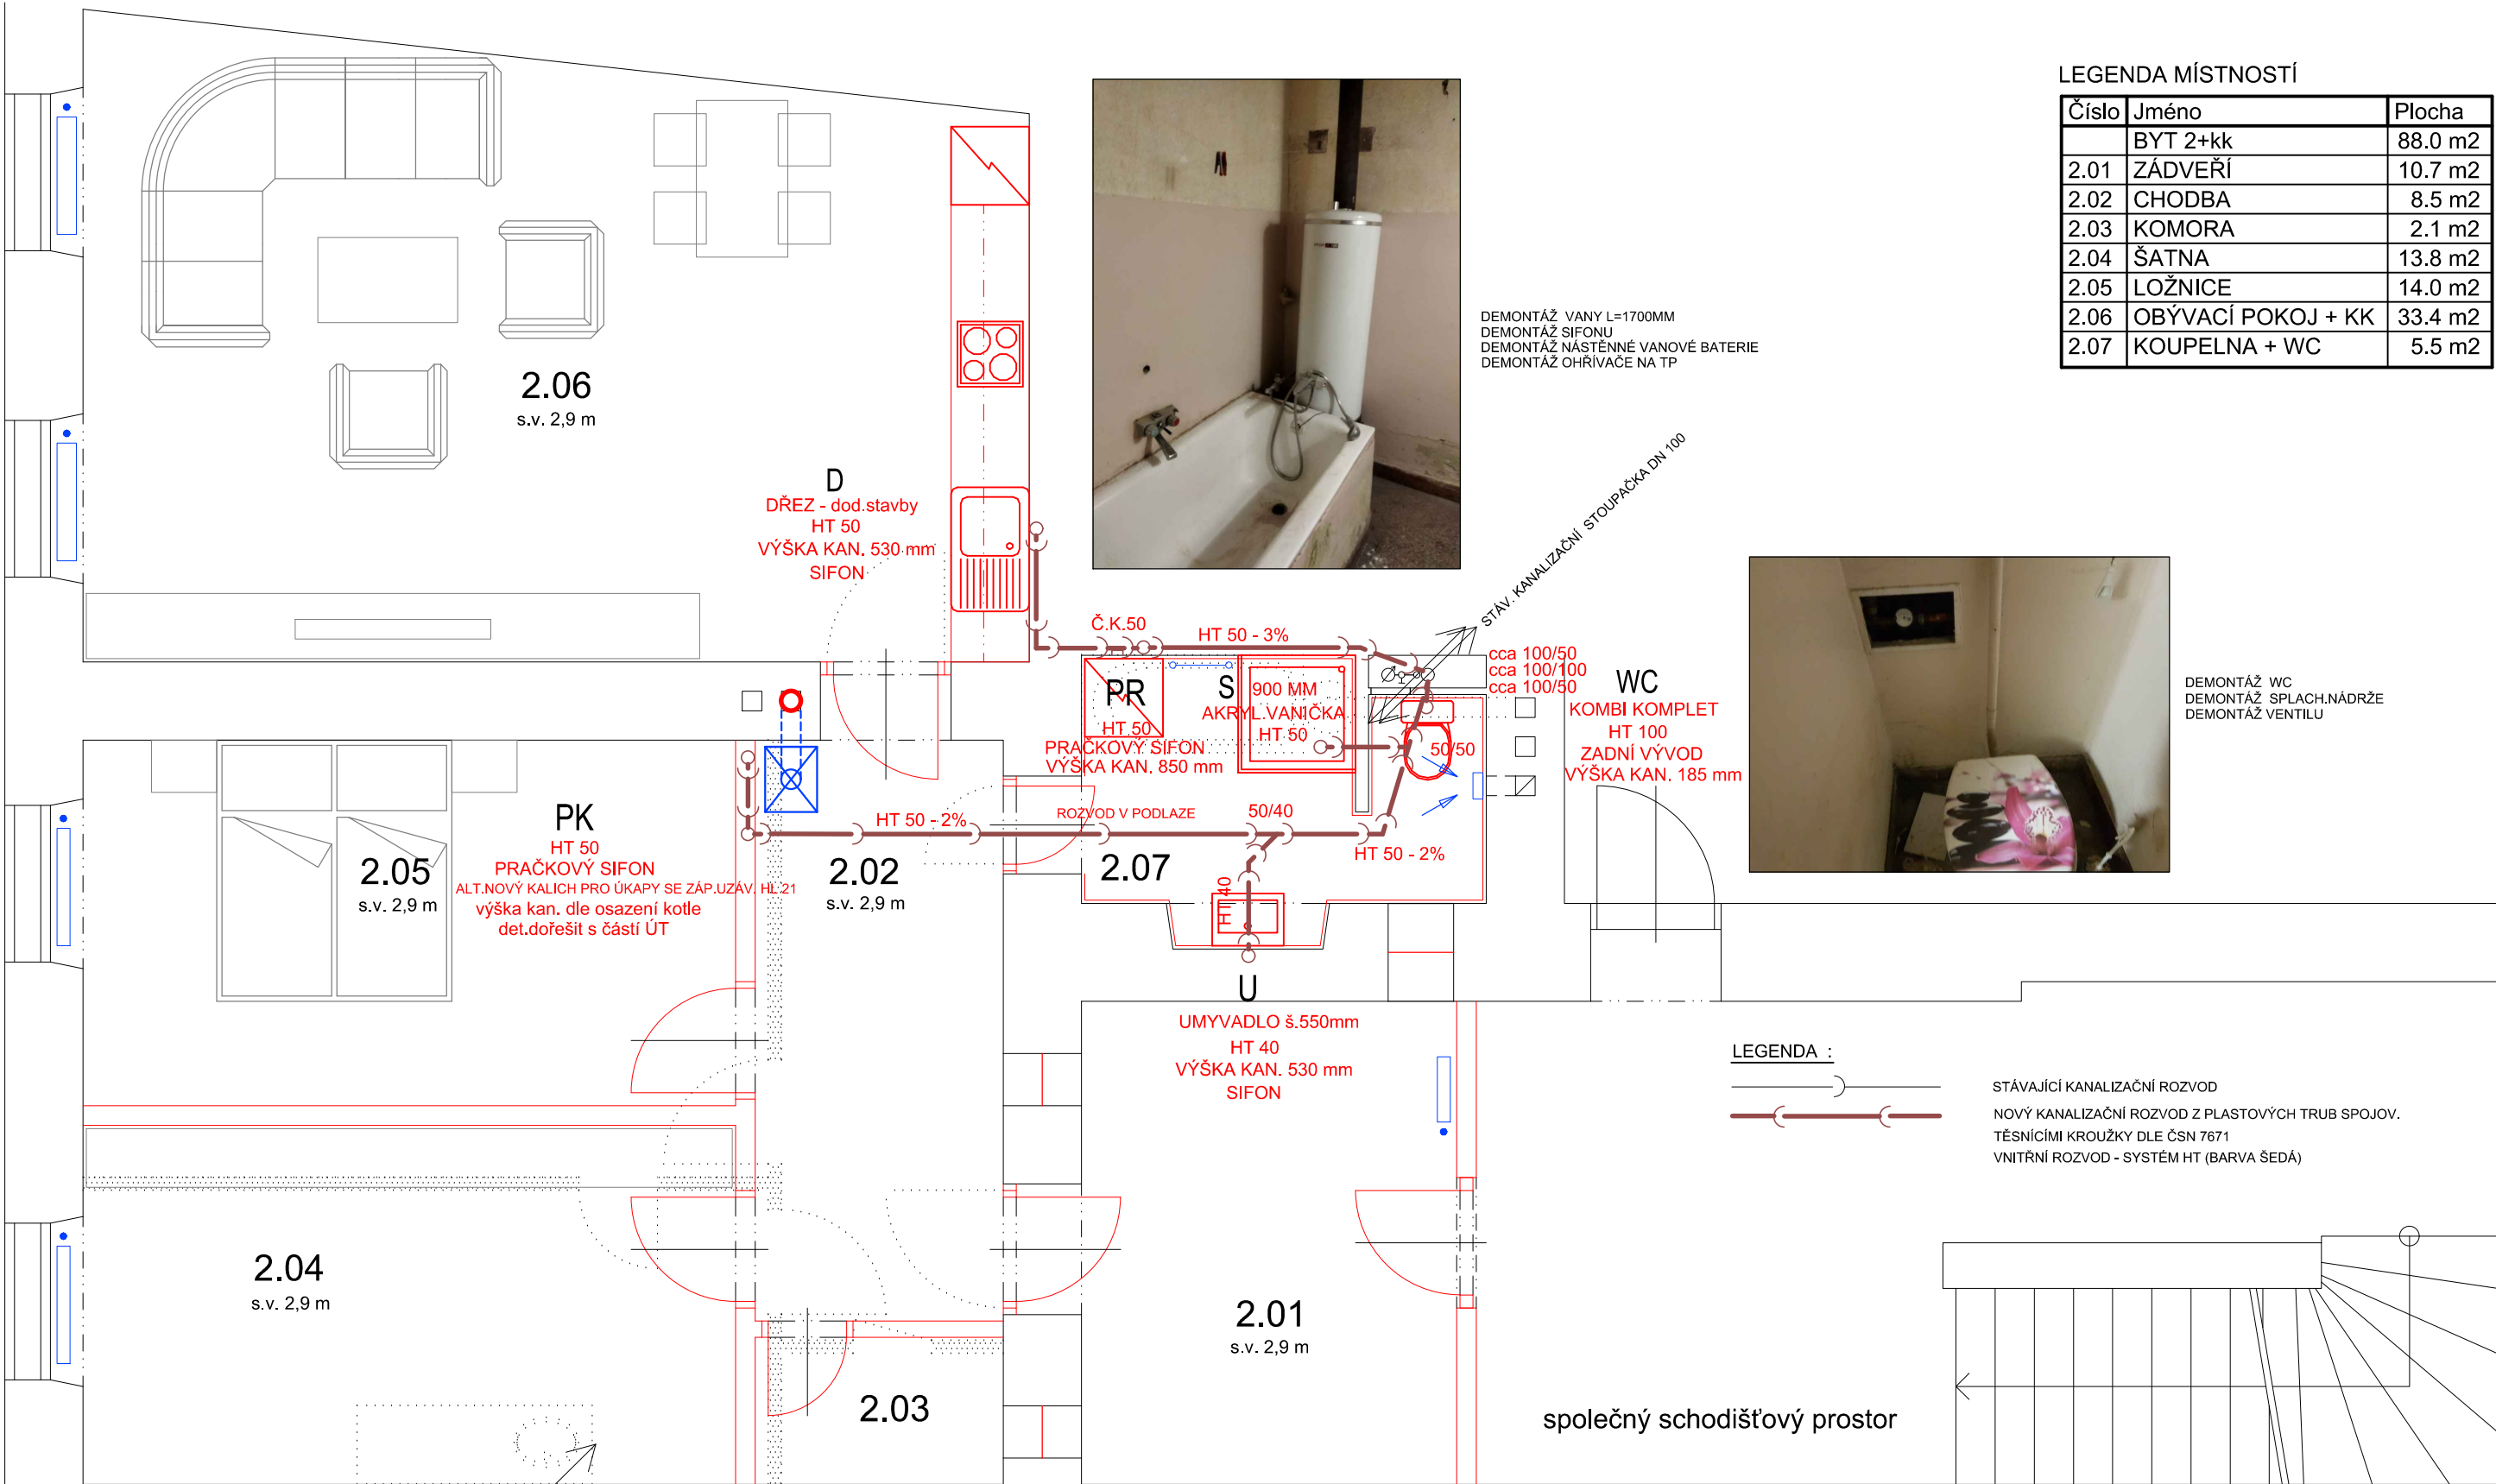 LEGENDA MÍSTNOSTÍ
Číslo Jméno Plocha
BYT 2+kk 88.0 m2
2.01 ZÁDVEŘÍ 10.7 m2
2.02 CHODBA 8.5 m2
2.03 KOMORA 2.1 m2
2.04 ŠATNA 13.8 m2
2.05 LOŽNICE 14.0 m2
2.06 OBÝVACÍ POKOJ + KK 33.4 m2
2.07 KOUPELNA + WC 5.5 m2
DEMONTÁŽ VANY L=1700MM
DEMONTÁŽ SIFONU
DEMONTÁŽ NÁSTĚNNÉ VANOVÉ BATERIE
DEMONTÁŽ OHŘÍVAČE NA TP
2.06
s.v. 2,9 m
D
DŘEZ - dod.stavby
HT 50
VÝŠKA KAN. 530 mm
SIFON
STÁV. KANALIZAČNÍ STOUPAČKA DN 100
Č.K.50
HT 50 - 3%
cca 100/50
cca 100/100
cca 100/50
PR
HT 50
PRAČKOVÝ SIFON
VÝŠKA KAN. 850 mm
S
900 MM
AKRYL.VANIČKA
HT 50
50/50
WC
KOMBI KOMPLET
HT 100
ZADNÍ VÝVOD
VÝŠKA KAN. 185 mm
DEMONTÁŽ WC
DEMONTÁŽ SPLACH.NÁDRŽE
DEMONTÁŽ VENTILU
PK
HT 50
PRAČKOVÝ SIFON
ALT.NOVÝ KALICH PRO ÚKAPY SE ZÁP.UZÁV. HL 21
výška kan. dle osazení kotle
det.dořešit s částí ÚT
2.05
s.v. 2,9 m
HT 50 - 2%
ROZVOD V PODLAZE
50/40
HT 50 - 2%
2.02
s.v. 2,9 m
2.07
HT 40
U
UMYVADLO š.550mm
HT 40
VÝŠKA KAN. 530 mm
SIFON
LEGENDA :
STÁVAJÍCÍ KANALIZAČNÍ ROZVOD
NOVÝ KANALIZAČNÍ ROZVOD Z PLASTOVÝCH TRUB SPOJOV.
TĚSNÍCÍMI KROUŽKY DLE ČSN 7671
VNITŘNÍ ROZVOD - SYSTÉM HT (BARVA ŠEDÁ)
2.04
s.v. 2,9 m
2.01
s.v. 2,9 m
2.03
společný schodišťový prostor